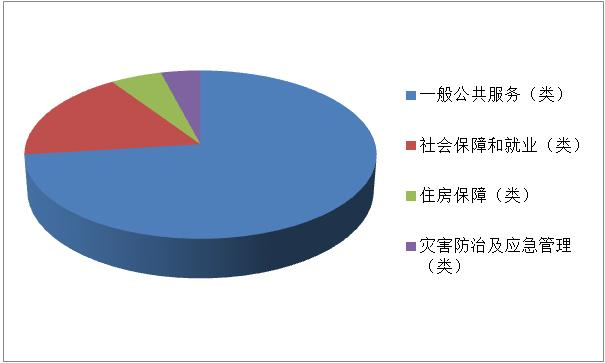 一般公共服务（类）
社会保障和就业（类）
住房保障（类）
灾害防治及应急管理
（类）